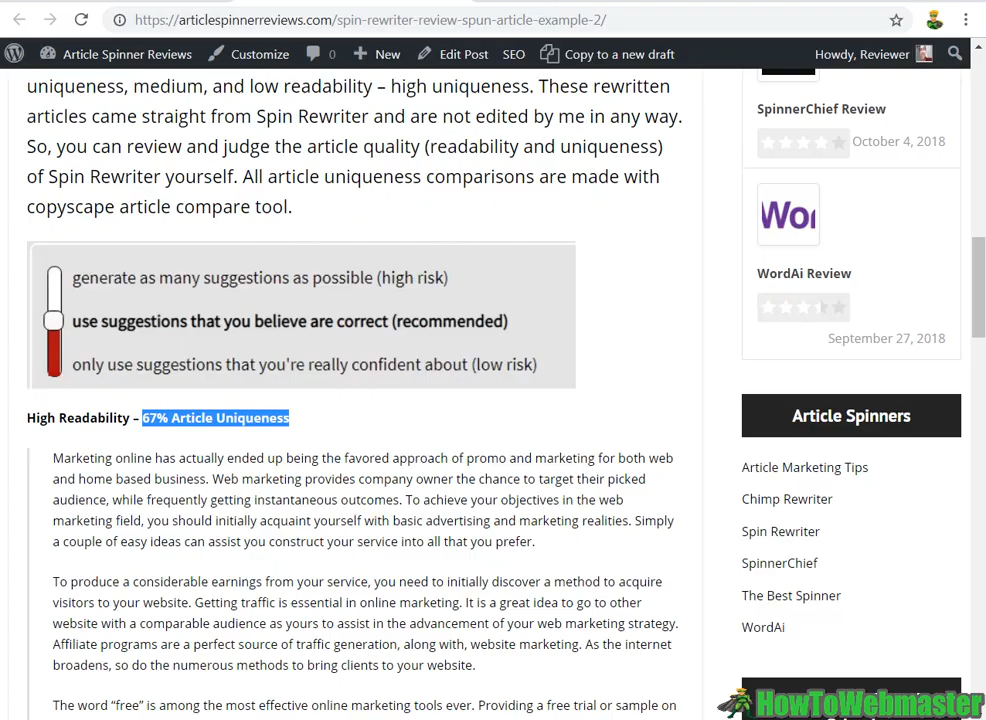 https://articlespinnerreviews.com/spin-rewriter-review-spun-article-example-2/
Article Spinner Reviews Customize 0 New Edit Post SEO Copy to a new draft Howdy, Reviewer
uniqueness, medium, and low readability – high uniqueness. These rewritten
articles came straight from Spin Rewriter and are not edited by me in any way.
So, you can review and judge the article quality (readability and uniqueness)
of Spin Rewriter yourself. All article uniqueness comparisons are made with
copyscape article compare tool.
generate as many suggestions as possible (high risk)
use suggestions that you believe are correct (recommended)
only use suggestions that you're really confident about (low risk)
High Readability – 67% Article Uniqueness
Marketing online has actually ended up being the favored approach of promo and marketing for both web
and home based business. Web marketing provides company owner the chance to target their picked
audience, while frequently getting instantaneous outcomes. To achieve your objectives in the web
marketing field, you should initially acquaint yourself with basic advertising and marketing realities. Simply
a couple of easy ideas can assist you construct your service into all that you prefer.
To produce a considerable earnings from your service, you need to initially discover a method to acquire
visitors to your website. Getting traffic is essential in online marketing. It is a great idea to go to other
website with a comparable audience as yours to assist in the advancement of your web marketing strategy.
Affiliate programs are a perfect source of traffic generation, along with, website marketing. As the internet
broadens, so do the numerous methods to bring clients to your website.
The word “free” is among the most effective online marketing tools ever. Providing a free trial or sample on
SpinnerChief Review
October 4, 2018
WordAi Review
September 27, 2018
Article Spinners
Article Marketing Tips
Chimp Rewriter
Spin Rewriter
SpinnerChief
The Best Spinner
WordAi
HowToWebmaster